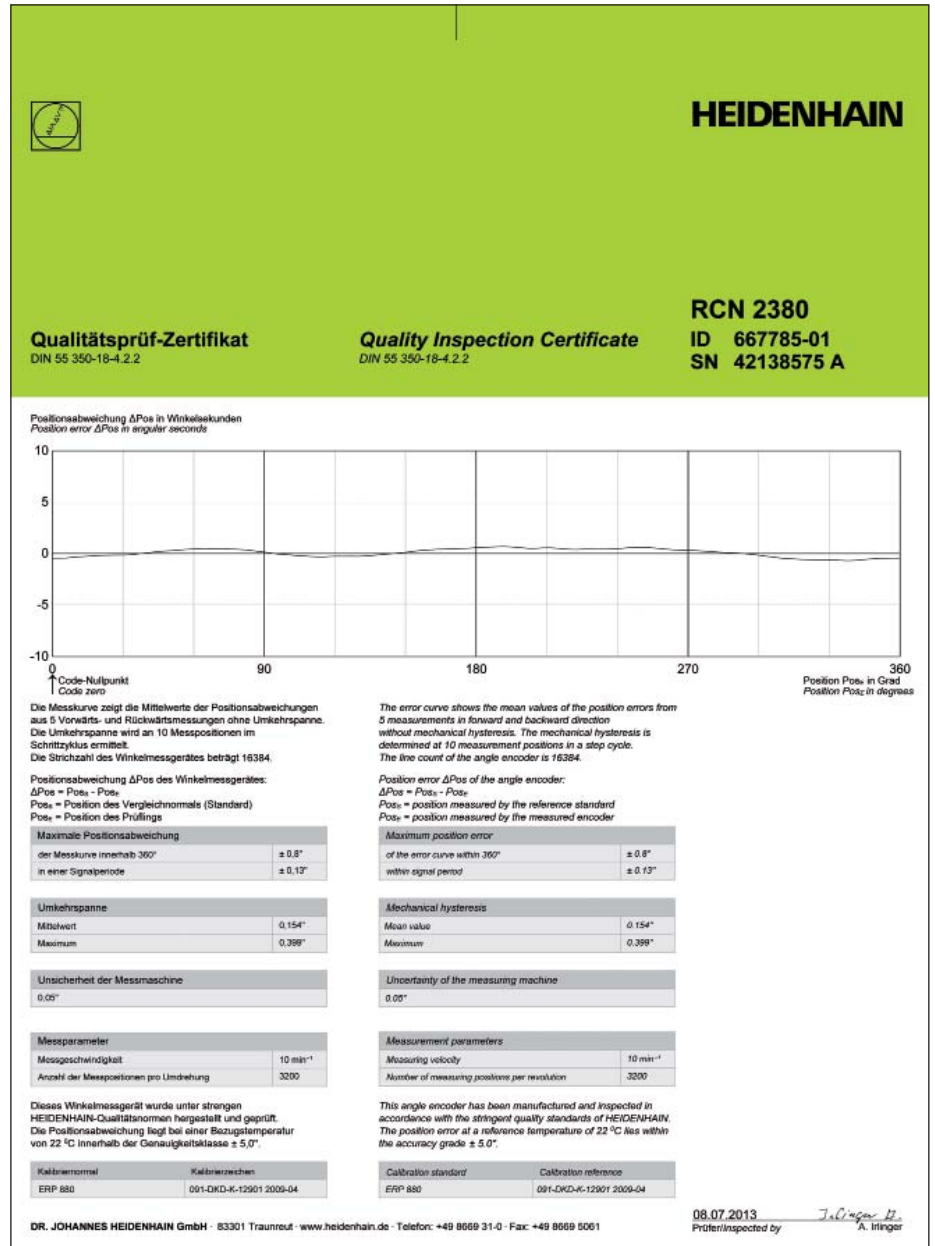 HEIDENHAIN
RCN 2380
ID 667785-01
SN 42138575 A
Qualitätsprüf-Zertifikat
DIN 55 350-18-4.2.2
Quality Inspection Certificate
DIN 55 350-18-4.2.2
Positionsabweichung ΔPos in Winkelsekunden
Position error ΔPos in angular seconds
10
5
0
-5
-10
0
90
180
270
360
Code-Nullpunkt
Code zero
Position Pos_E in Grad
Position Pos_E in degrees
Die Messkurve zeigt die Mittelwerte der Positionsabweichungen
aus 5 Vorwärts- und Rückwärtsmessungen ohne Umkehrspanne.
Die Umkehrspanne wird an 10 Messpositionen im
Schrittzyklus ermittelt.
Die Strichzahl des Winkelmessgerätes beträgt 16384.
Positionsabweichung ΔPos des Winkelmessgerätes:
ΔPos = Pos_R - Pos_E
Pos_R = Position des Vergleichnormals (Standard)
Pos_E = Position des Prüflings
The error curve shows the mean values of the position errors from
5 measurements in forward and backward direction
without mechanical hysteresis. The mechanical hysteresis is
determined at 10 measurement positions in a step cycle.
The line count of the angle encoder is 16384.
Position error ΔPos of the angle encoder:
ΔPos = Pos_R - Pos_E
Pos_R = position measured by the reference standard
Pos_E = position measured by the measured encoder
Maximale Positionsabweichung
der Messkurve innerhalb 360° ± 0,8"
in einer Signalperiode ± 0,13"
Maximum position error
of the error curve within 360° ± 0.8"
within signal period ± 0.13"
Umkehrspanne
Mittelwert 0,154"
Maximum 0,399"
Mechanical hysteresis
Mean value 0.154"
Maximum 0.399"
Unsicherheit der Messmaschine
0,05"
Uncertainty of the measuring machine
0.05"
Messparameter
Messgeschwindigkeit 10 min⁻¹
Anzahl der Messpositionen pro Umdrehung 3200
Measurement parameters
Measuring velocity 10 min⁻¹
Number of measuring positions per revolution 3200
Dieses Winkelmessgerät wurde unter strengen
HEIDENHAIN-Qualitätsnormen hergestellt und geprüft.
Die Positionsabweichung liegt bei einer Bezugstemperatur
von 22 ⁰C innerhalb der Genauigkeitsklasse ± 5,0".
This angle encoder has been manufactured and inspected in
accordance with the stringent quality standards of HEIDENHAIN.
The position error at a reference temperature of 22 ⁰C lies within
the accuracy grade ± 5.0".
Kalibriernormal Kalibrierzeichen
ERP 880 091-DKD-K-12901 2009-04
Calibration standard Calibration reference
ERP 880 091-DKD-K-12901 2009-04
DR. JOHANNES HEIDENHAIN GmbH · 83301 Traunreut · www.heidenhain.de · Telefon: +49 8669 31-0 · Fax: +49 8669 5061
08.07.2013
Prüfer/Inspected by
A. Irlinger